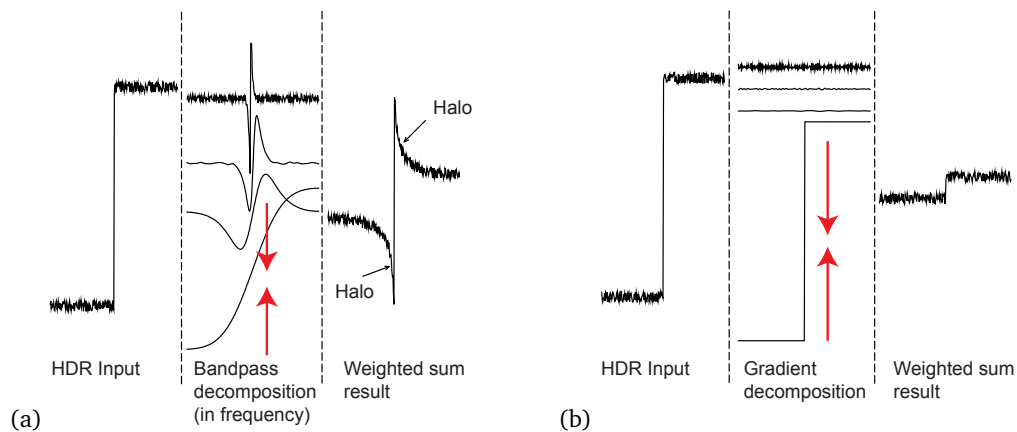 Halo
Halo
HDR Input
Bandpass
decomposition
(in frequency)
Weighted sum
result
(a)
HDR Input
Gradient
decomposition
Weighted sum
result
(b)